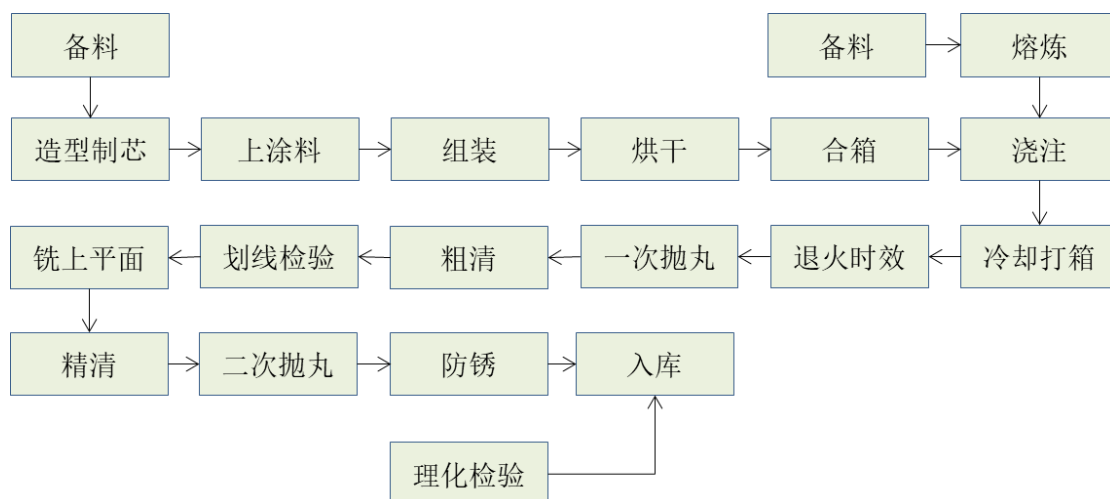 备料
备料
熔炼
造型制芯
上涂料
组装
烘干
合箱
浇注
铣上平面
划线检验
粗清
一次抛丸
退火时效
冷却打箱
精清
二次抛丸
防锈
入库
理化检验